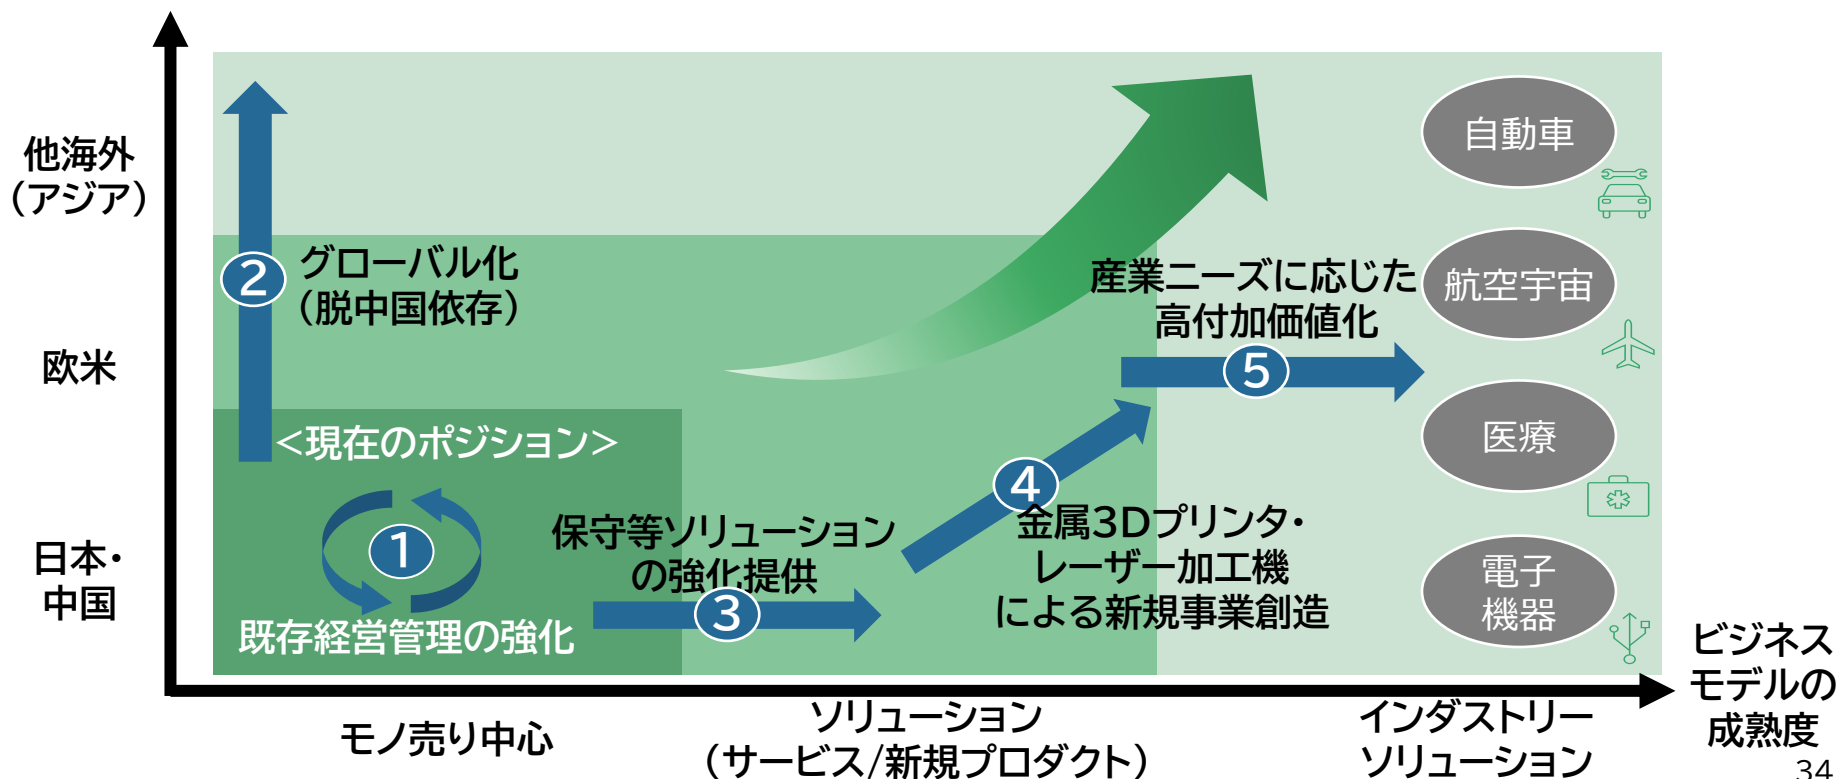 自動車
他海外
（アジア）
2
グローバル化
（脱中国依存）
産業ニーズに応じた
高付加価値化
航空宇宙
欧米
5
<現在のポジション>
医療
4
1
保守等ソリューション
の強化提供
金属3Dプリンタ・
レーザー加工機
による新規事業創造
日本・
中国
3
電子
機器
既存経営管理の強化
ビジネス
モデルの
成熟度
モノ売り中心
ソリューション
（サービス/新規プロダクト）
インダストリー
ソリューション
34